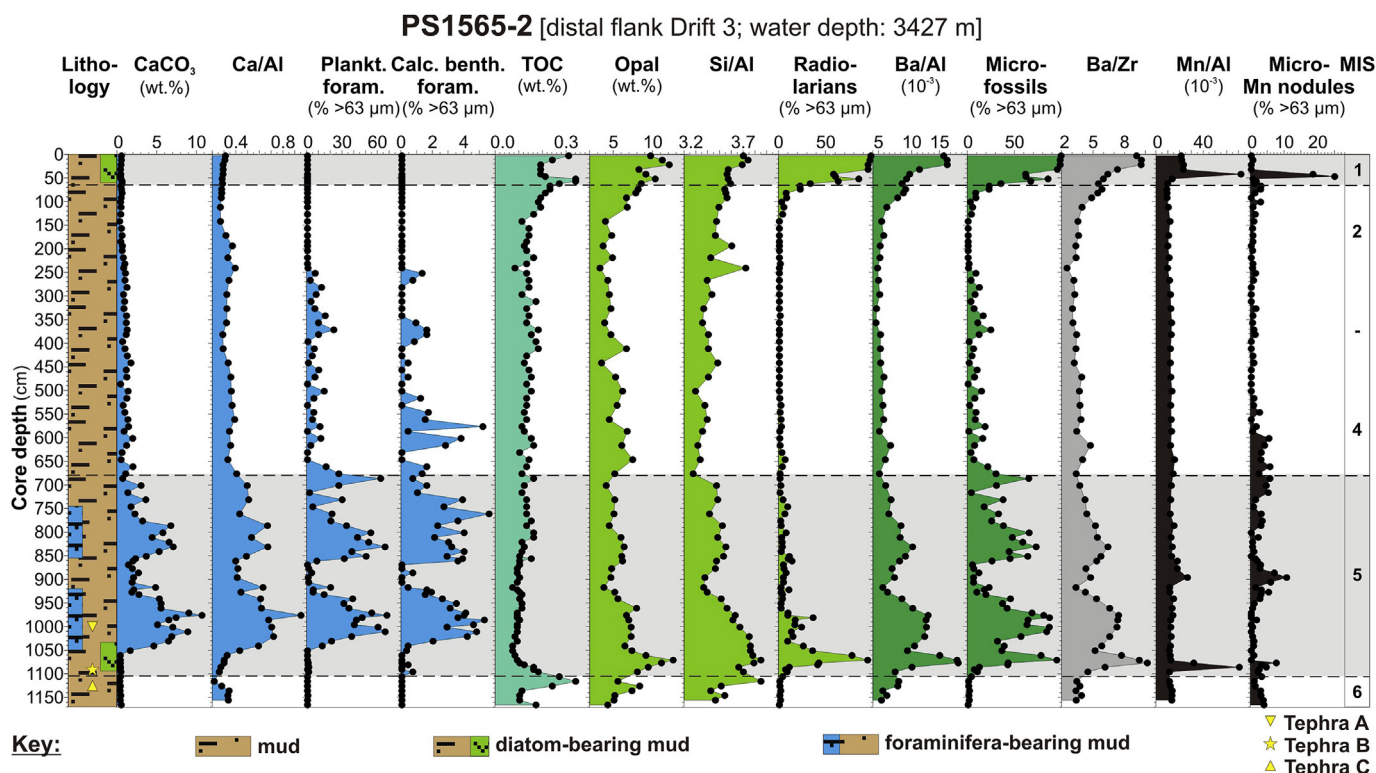 PS1565-2 [distal flank Drift 3; water depth: 3427 m]
Litho- CaCO₃ Ca/Al Plankt. Calc. benth. TOC Opal Si/Al Radio- Ba/Al Micro- Ba/Zr Mn/Al Micro- MIS
logy (wt.%) foram. foram. (wt.%) (wt.%) larians (10⁻³) fossils (10⁻³) Mn nodules
(% >63 µm) (% >63 µm) (% >63 µm) (% >63 µm) (% >63 µm)
0 5 10 0.4 0.8 0 30 60 0 2 4 0.0 0.3 5 10 3.2 3.7 0 50 5 10 15 0 50 2 5 8 0 40 0 10 20
0
50
100
150
200
250
300
350
400
450
500
550
600
650
700
750
800
850
900
950
1000
1050
1100
1150
Core depth (cm)
1
2
-
4
5
6
Key:
mud
diatom-bearing mud
foraminifera-bearing mud
Tephra A
Tephra B
Tephra C